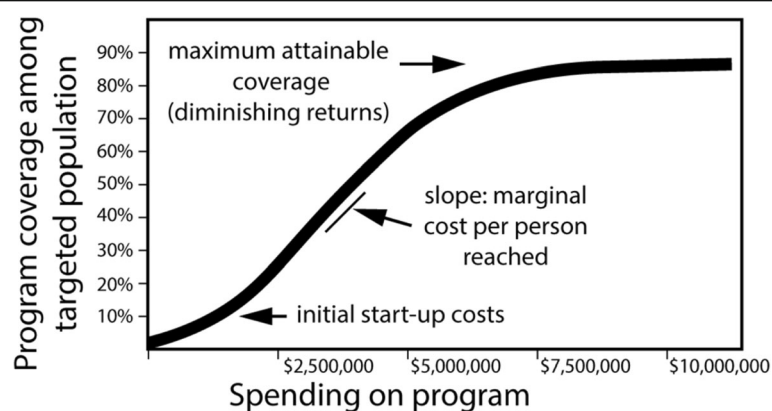 Program coverage among
targeted population
90%
80%
70%
60%
50%
40%
30%
20%
10%
maximum attainable
coverage
(diminishing returns)
slope: marginal
cost per person
reached
initial start-up costs
$2,500,000
$5,000,000
$7,500,000
$10,000,000
Spending on program